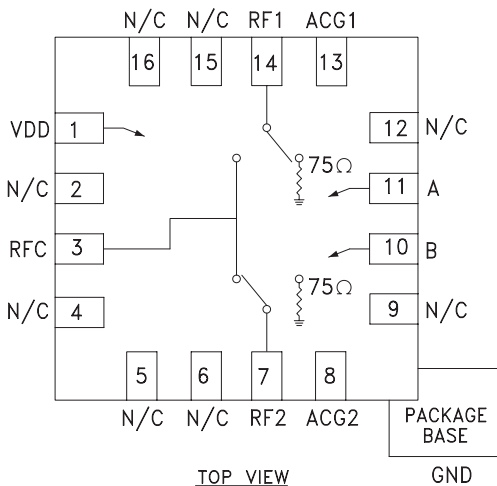 N/C N/C RF1 ACG1
16 15 14 13
VDD 1 12 N/C
75Ω
N/C 2 11 A
RFC 3 10 B
75Ω
N/C 4 9 N/C
5 6 7 8
N/C N/C RF2 ACG2
PACKAGE
BASE
TOP VIEW
GND